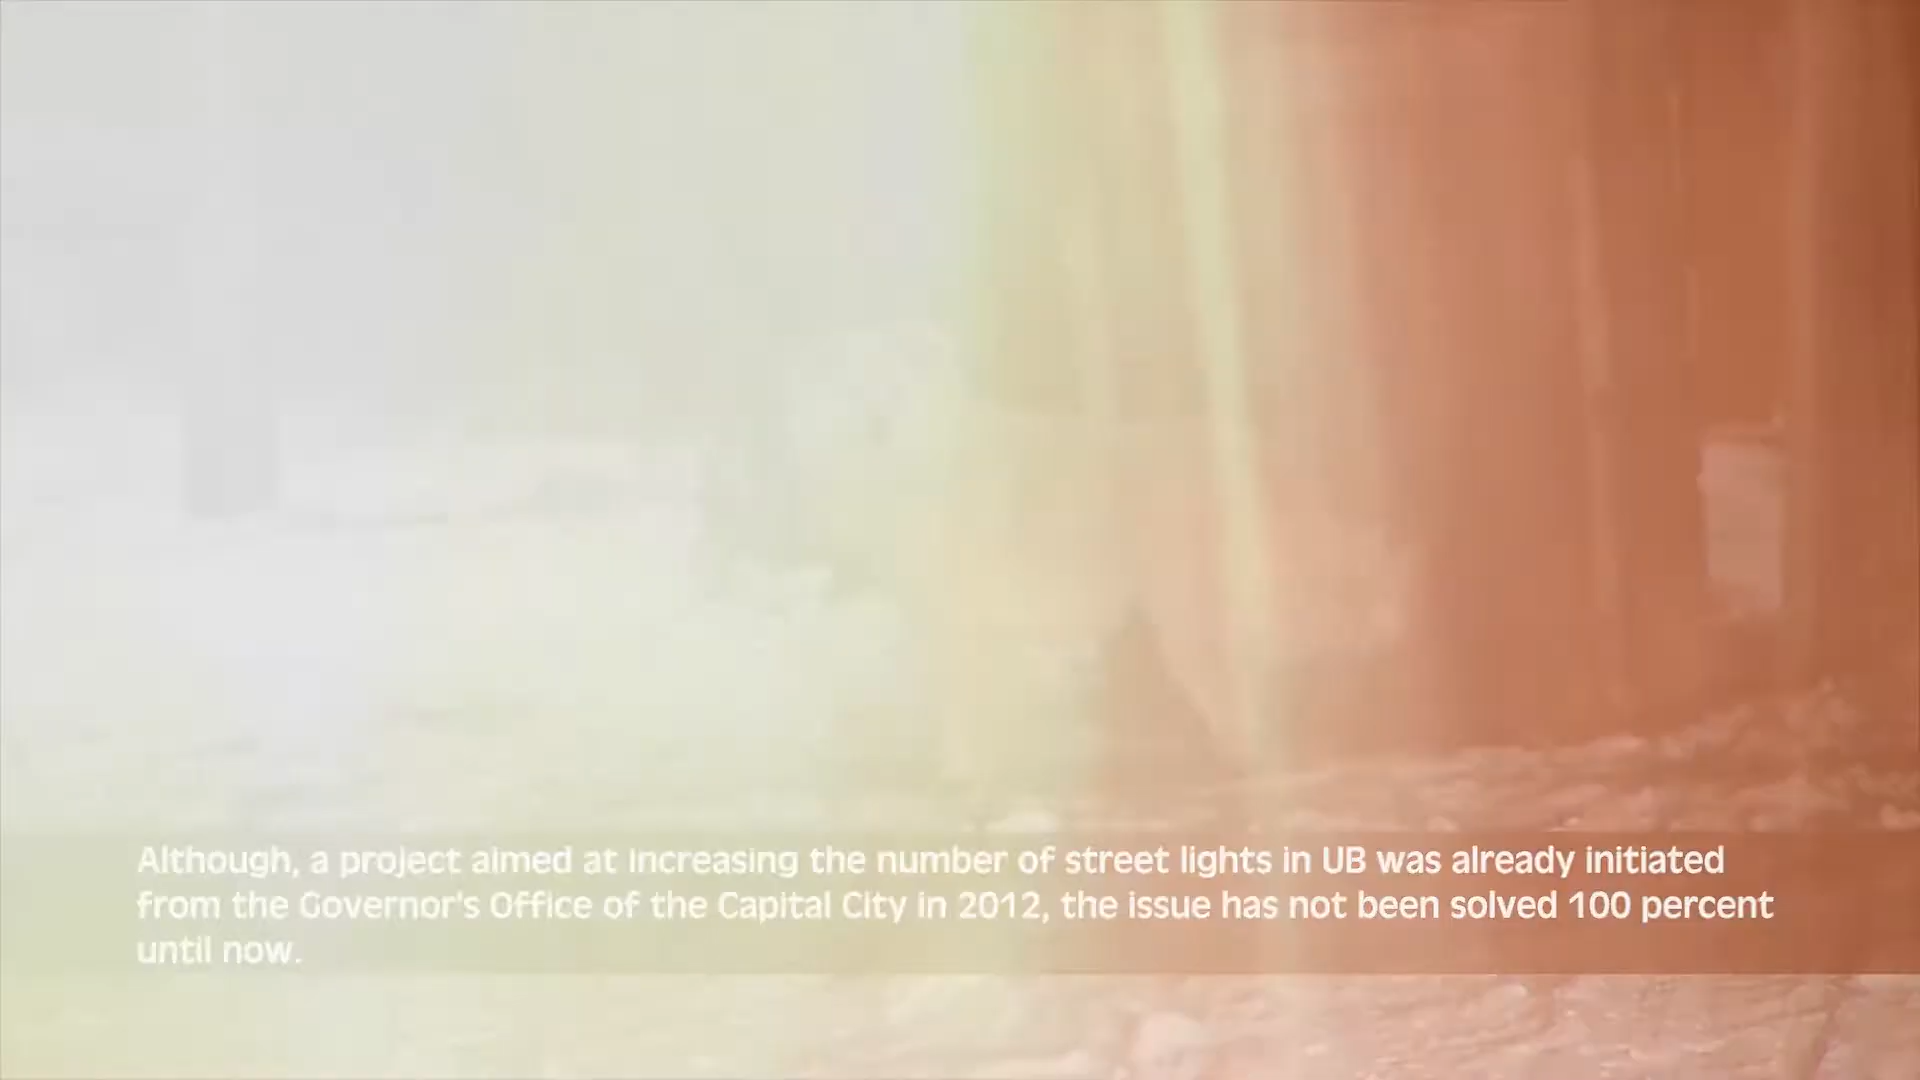 Although, a project aimed at increasing the number of street lights in UB was already initiated
from the Governor's Office of the Capital City in 2012, the issue has not been solved 100 percent
until now.